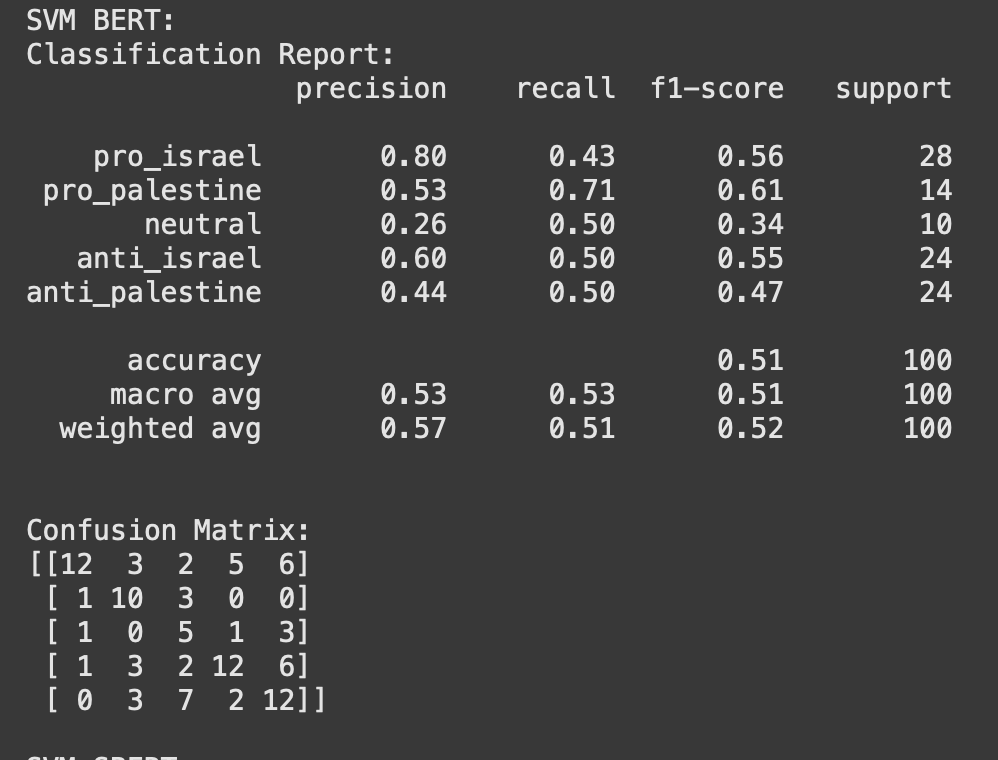 SVM BERT:
Classification Report:
precision recall f1-score support
pro_israel 0.80 0.43 0.56 28
pro_palestine 0.53 0.71 0.61 14
neutral 0.26 0.50 0.34 10
anti_israel 0.60 0.50 0.55 24
anti_palestine 0.44 0.50 0.47 24
accuracy 0.51 100
macro avg 0.53 0.53 0.51 100
weighted avg 0.57 0.51 0.52 100
Confusion Matrix:
[[12 3 2 5 6]
[ 1 10 3 0 0]
[ 1 0 5 1 3]
[ 1 3 2 12 6]
[ 0 3 7 2 12]]